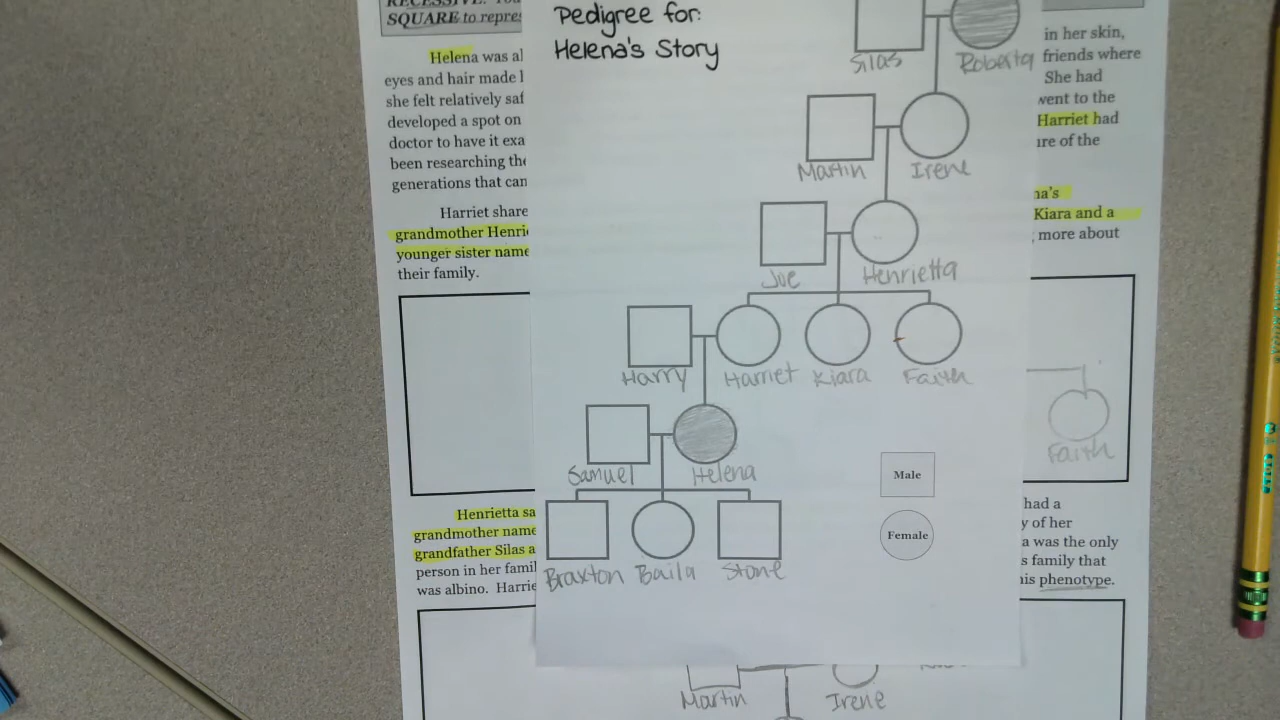 RECESSIVE.
SQUARE to repres
Helena was al
eyes and hair made l
she felt relatively saf
developed a spot on
doctor to have it exa
been researching the
generations that can
Harriet share
grandmother Henri
younger sister name
their family.
Henrietta sa
grandmother name
grandfather Silas a
person in her famil
was albino. Harrie
Pedigree for:
Helena's Story
Silas
Roberta
Martin
Irene
Joe
Henrietta
Harry
Harriet
Kiara
Faith
Samuel
Helena
Braxton
Baila
Stone
Male
Female
in her skin,
friends where
She had
went to the
Harriet had
ure of the
na's
Kiara and a
more about
Faith
had a
y of her
a was the only
s family that
his phenotype.
Martin
Irene